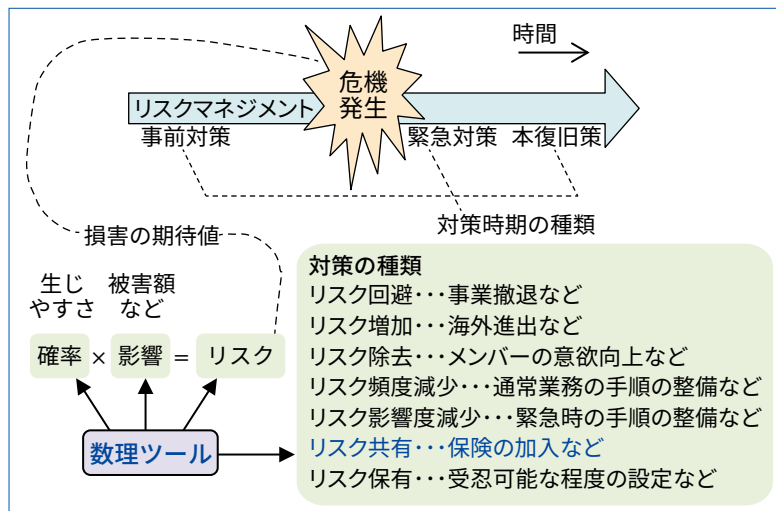 時間
危機
発生
リスクマネジメント
事前対策
緊急対策
本復旧策
対策時期の種類
損害の期待値
生じ
やすさ
被害額
など
確率×影響=リスク
数理ツール
対策の種類
リスク回避･･･事業撤退など
リスク増加･･･海外進出など
リスク除去･･･メンバーの意欲向上など
リスク頻度減少･･･通常業務の手順の整備など
リスク影響度減少･･･緊急時の手順の整備など
リスク共有･･･保険の加入など
リスク保有･･･受忍可能な程度の設定など